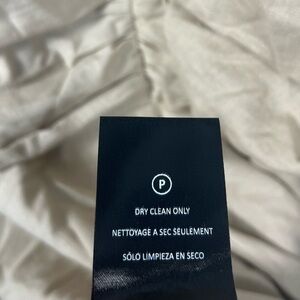 P
DRY CLEAN ONLY
NETTOYAGE A SEC SEULEMENT
SÓLO LIMPIEZA EN SECO